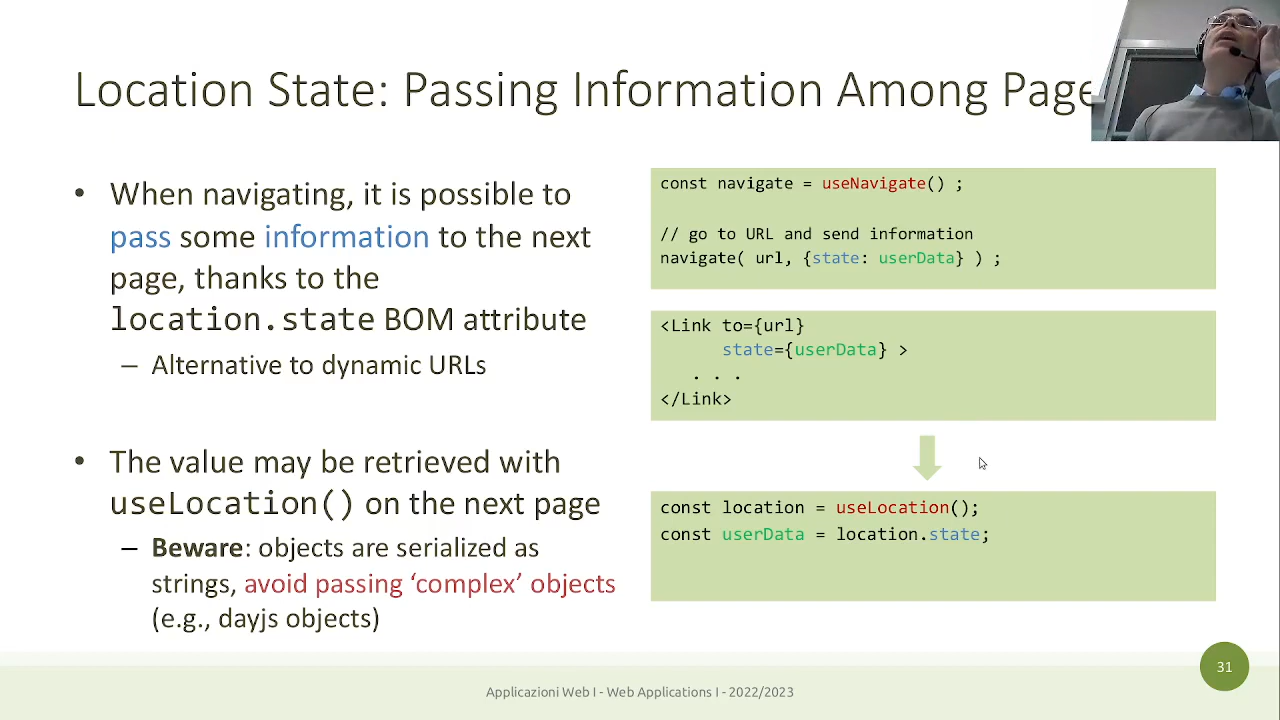 Location State: Passing Information Among Page
• When navigating, it is possible to
pass some information to the next
page, thanks to the
location.state BOM attribute
– Alternative to dynamic URLs
• The value may be retrieved with
useLocation() on the next page
– Beware: objects are serialized as
strings, avoid passing ‘complex’ objects
(e.g., dayjs objects)
const navigate = useNavigate() ;
// go to URL and send information
navigate( url, {state: userData} ) ;
<Link to={url}
state={userData} >
. . .
</Link>
const location = useLocation();
const userData = location.state;
Applicazioni Web I - Web Applications I - 2022/2023
31